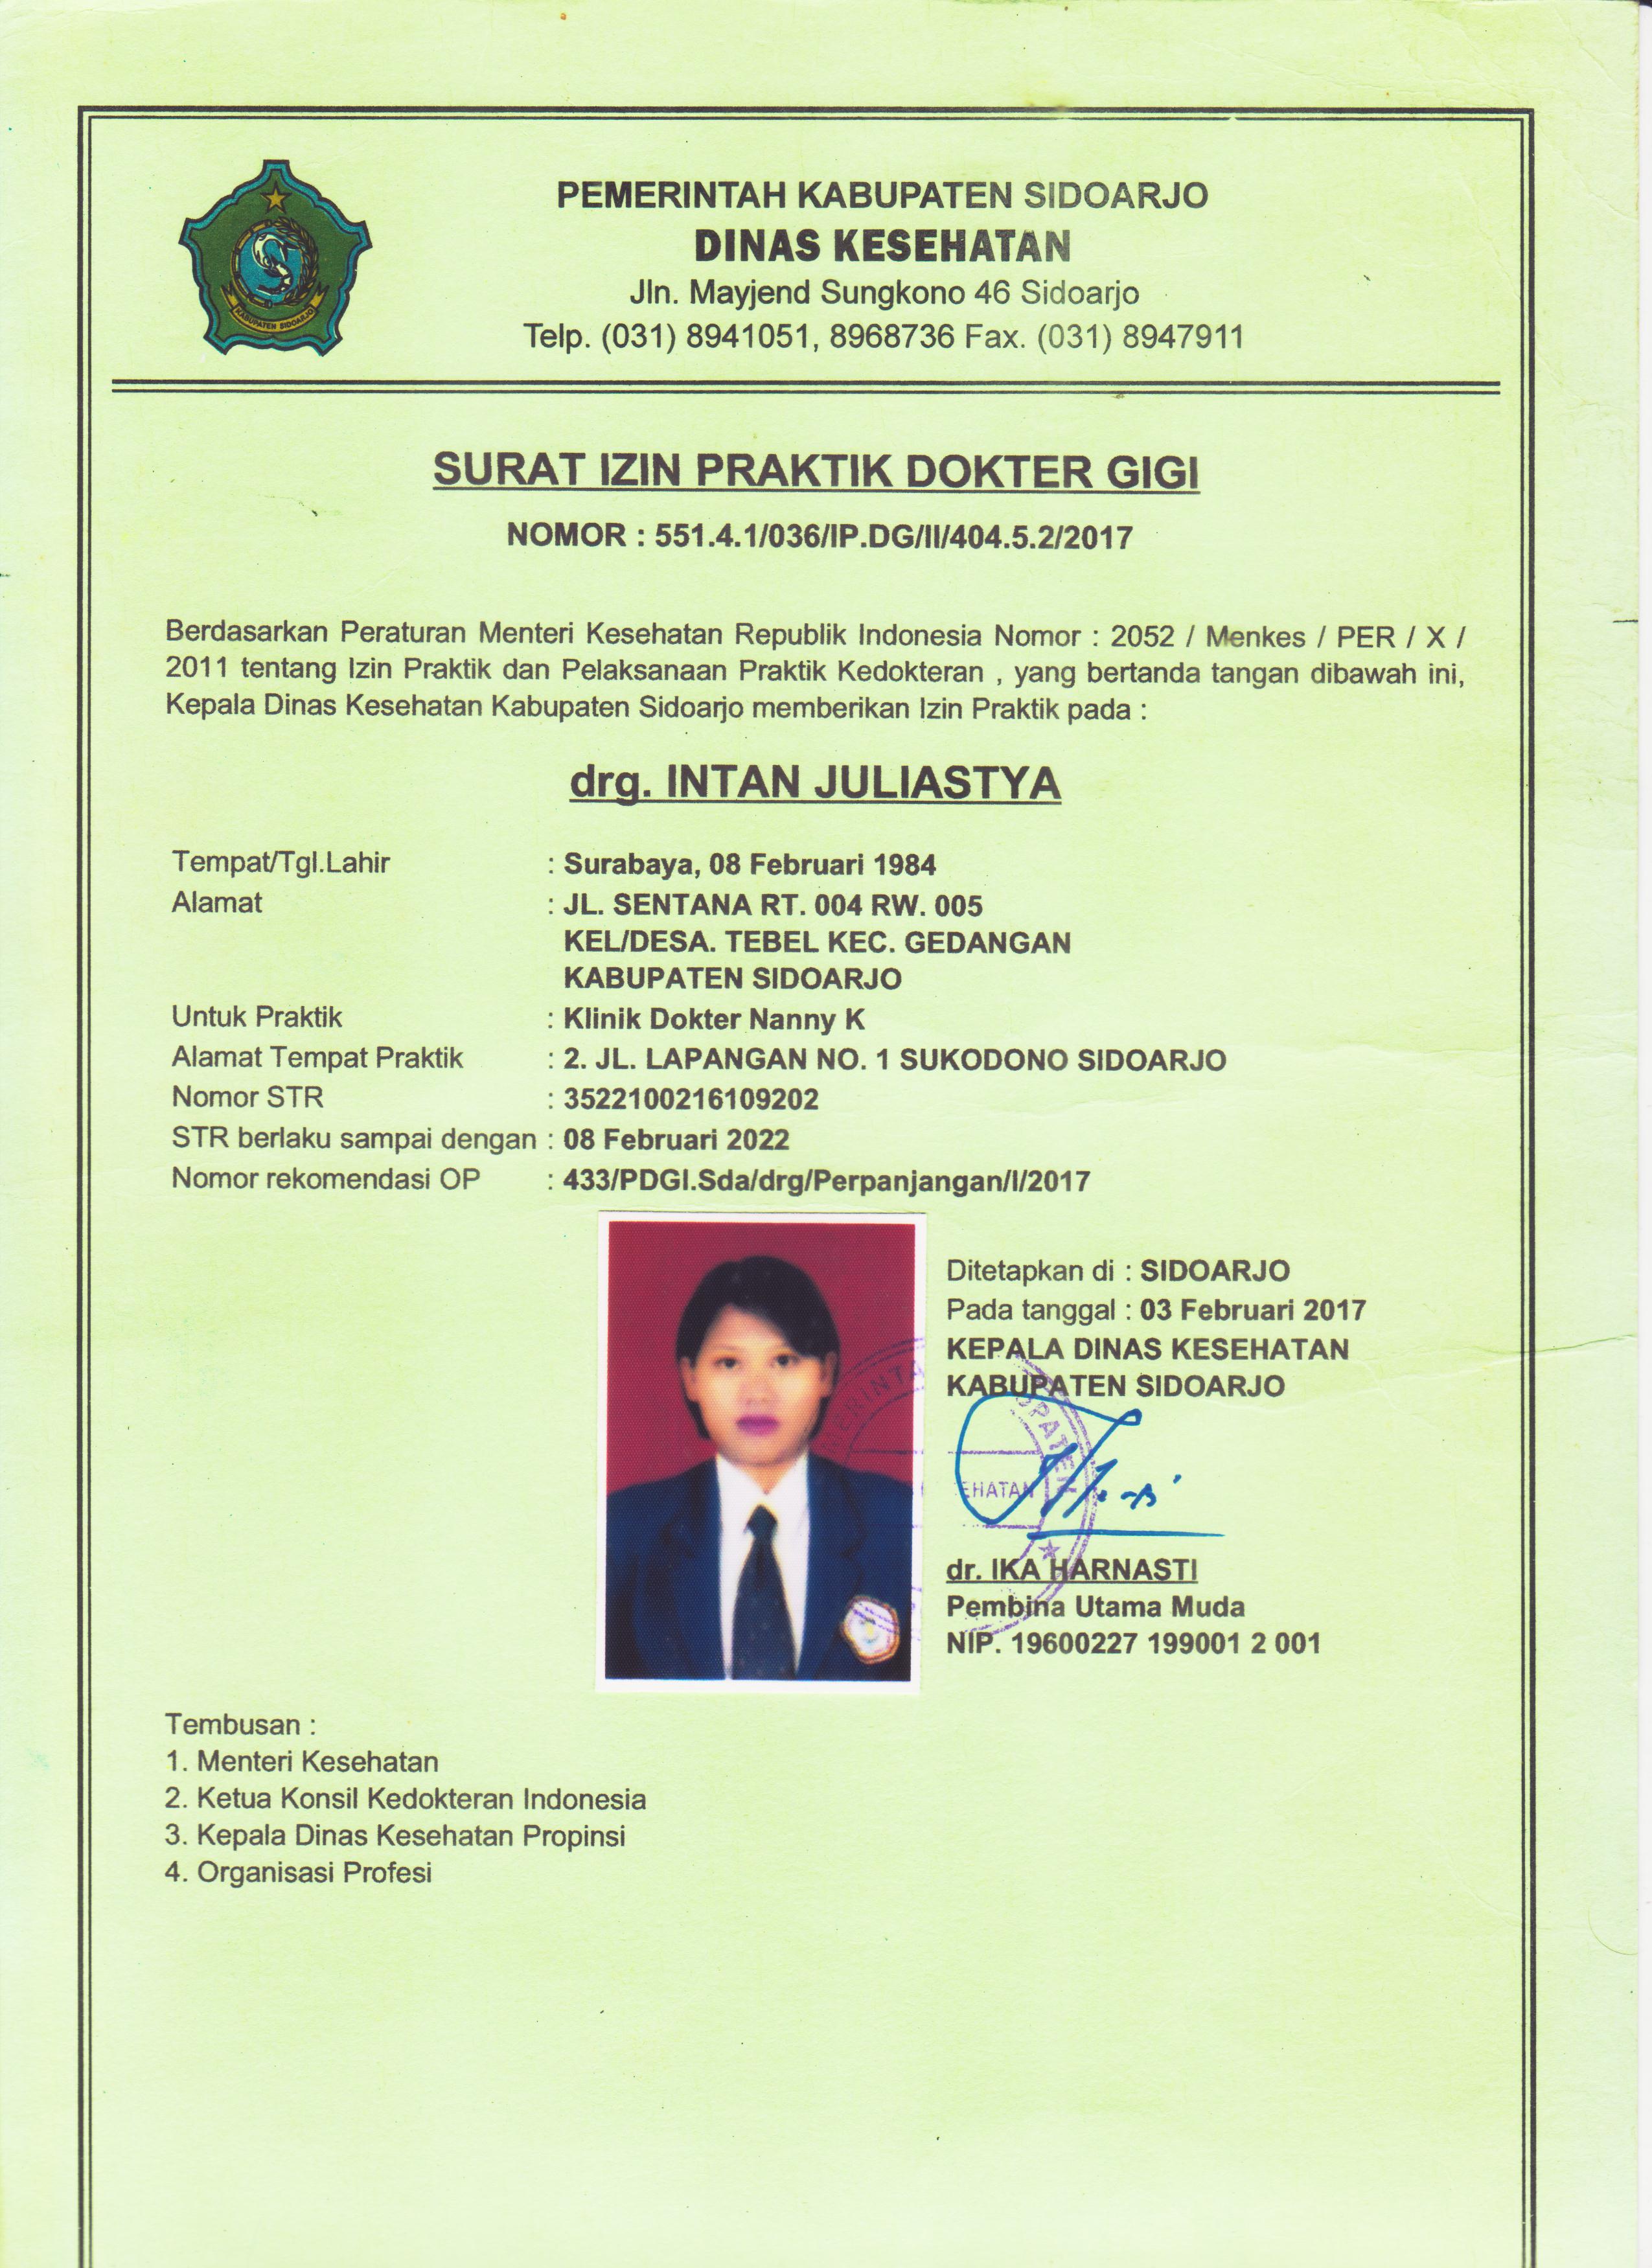 KABUPATEN SIDOARJO
PEMERINTAH KABUPATEN SIDOARJO
DINAS KESEHATAN
Jln. Mayjend Sungkono 46 Sidoarjo
Telp. (031) 8941051, 8968736 Fax. (031) 8947911
SURAT IZIN PRAKTIK DOKTER GIGI
NOMOR : 551.4.1/036/IP.DG/II/404.5.2/2017
Berdasarkan Peraturan Menteri Kesehatan Republik Indonesia Nomor : 2052 / Menkes / PER / X /
2011 tentang Izin Praktik dan Pelaksanaan Praktik Kedokteran , yang bertanda tangan dibawah ini,
Kepala Dinas Kesehatan Kabupaten Sidoarjo memberikan Izin Praktik pada :
drg. INTAN JULIASTYA
Tempat/Tgl.Lahir : Surabaya, 08 Februari 1984
Alamat : JL. SENTANA RT. 004 RW. 005
KEL/DESA. TEBEL KEC. GEDANGAN
KABUPATEN SIDOARJO
Untuk Praktik : Klinik Dokter Nanny K
Alamat Tempat Praktik : 2. JL. LAPANGAN NO. 1 SUKODONO SIDOARJO
Nomor STR : 3522100216109202
STR berlaku sampai dengan : 08 Februari 2022
Nomor rekomendasi OP : 433/PDGI.Sda/drg/Perpanjangan/I/2017
Ditetapkan di : SIDOARJO
Pada tanggal : 03 Februari 2017
KEPALA DINAS KESEHATAN
KABUPATEN SIDOARJO
dr. IKA HARNASTI
Pembina Utama Muda
NIP. 19600227 199001 2 001
Tembusan :
1. Menteri Kesehatan
2. Ketua Konsil Kedokteran Indonesia
3. Kepala Dinas Kesehatan Propinsi
4. Organisasi Profesi